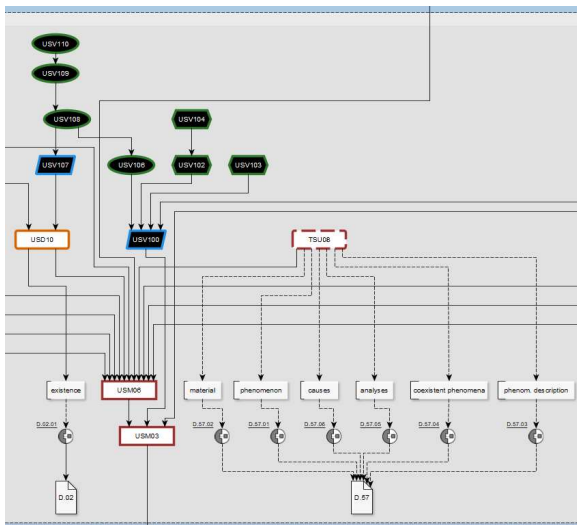 USV110
USV109
USV108
USV104
USV107
USV106
USV102
USV103
USD10
USV100
TSU08
existence
USM06
material
phenomenon
causes
analyses
coexistent phenomena
phenom. description
D.02.01
USM03
D.57.02
D.57.01
D.57.06
D.57.05
D.57.04
D.57.03
D.02
D.57